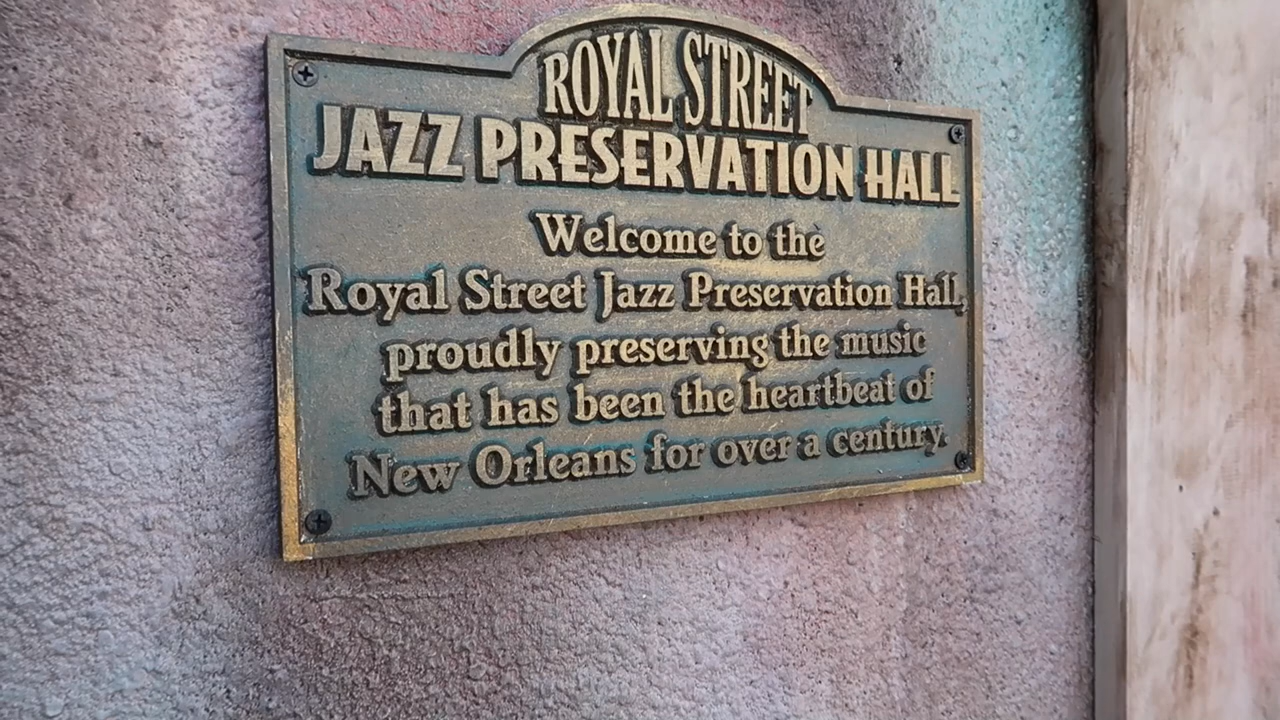 ROYAL STREET
JAZZ PRESERVATION HALL
Welcome to the
Royal Street Jazz Preservation Hall,
proudly preserving the music
that has been the heartbeat of
New Orleans for over a century.